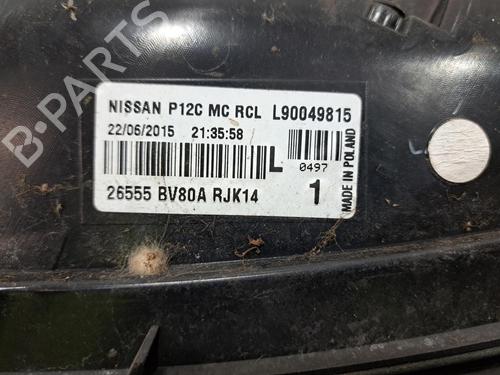 B-PARTS
NISSAN P12C MC RCL L90049815
22/06/2015 21:35:58
L
0497
26555 BV80A RJK14
1
MADE IN POLAND